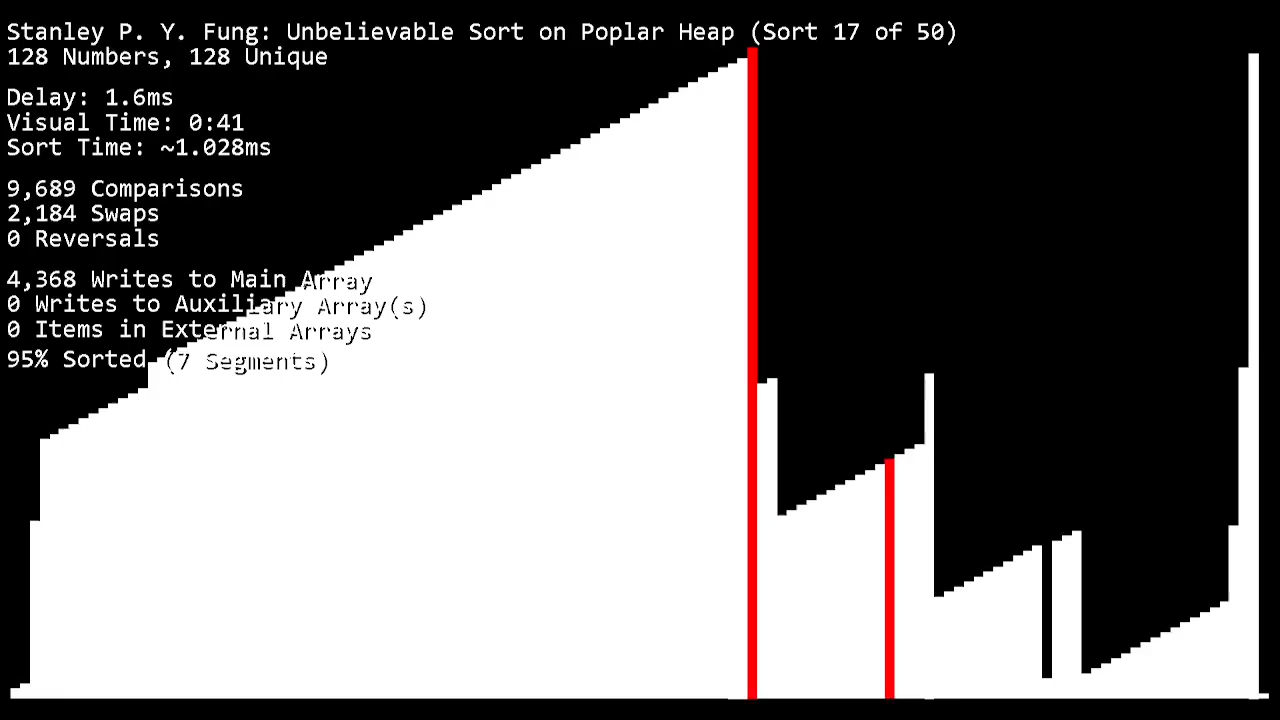 Stanley P. Y. Fung: Unbelievable Sort on Poplar Heap (Sort 17 of 50)
128 Numbers, 128 Unique
Delay: 1.6ms
Visual Time: 0:41
Sort Time: ~1.028ms
9,689 Comparisons
2,184 Swaps
0 Reversals
4,368 Writes to Main Array
0 Writes to Auxiliary Array(s)
0 Items in External Arrays
95% Sorted (7 Segments)